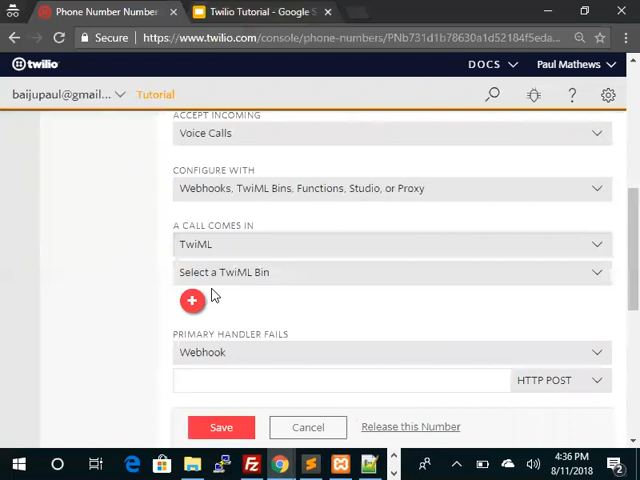 Phone Number Number
Twilio Tutorial - Google S
Secure
https://www.twilio.com/console/phone-numbers/PNb731d1b78630a1d52184f5eda...
twilio
DOCS
Paul Mathews
baijupaul@gmail...
Tutorial
ACCEPT INCOMING
Voice Calls
CONFIGURE WITH
Webhooks, TwiML Bins, Functions, Studio, or Proxy
A CALL COMES IN
TwiML
Select a TwiML Bin
PRIMARY HANDLER FAILS
Webhook
HTTP POST
Save
Cancel
Release this Number
4:36 PM
8/11/2018
2